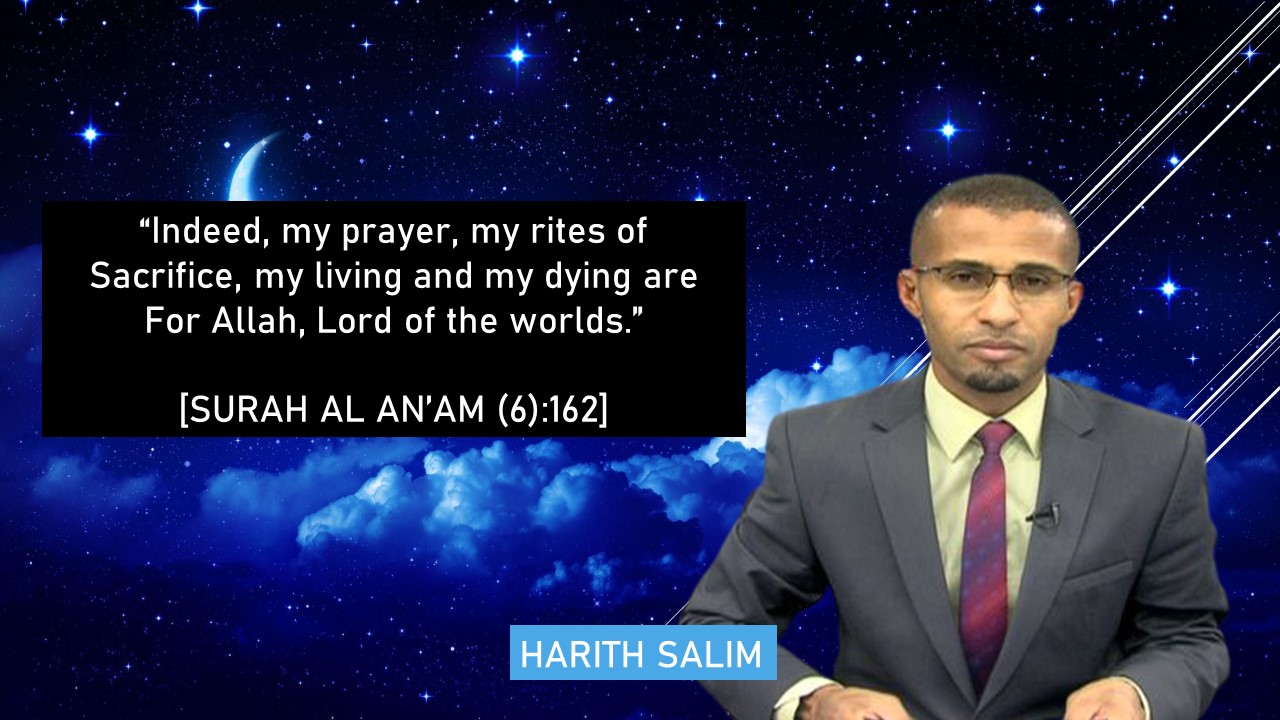 “Indeed, my prayer, my rites of
Sacrifice, my living and my dying are
For Allah, Lord of the worlds.”
[SURAH AL AN’AM (6):162]
HARITH SALIM